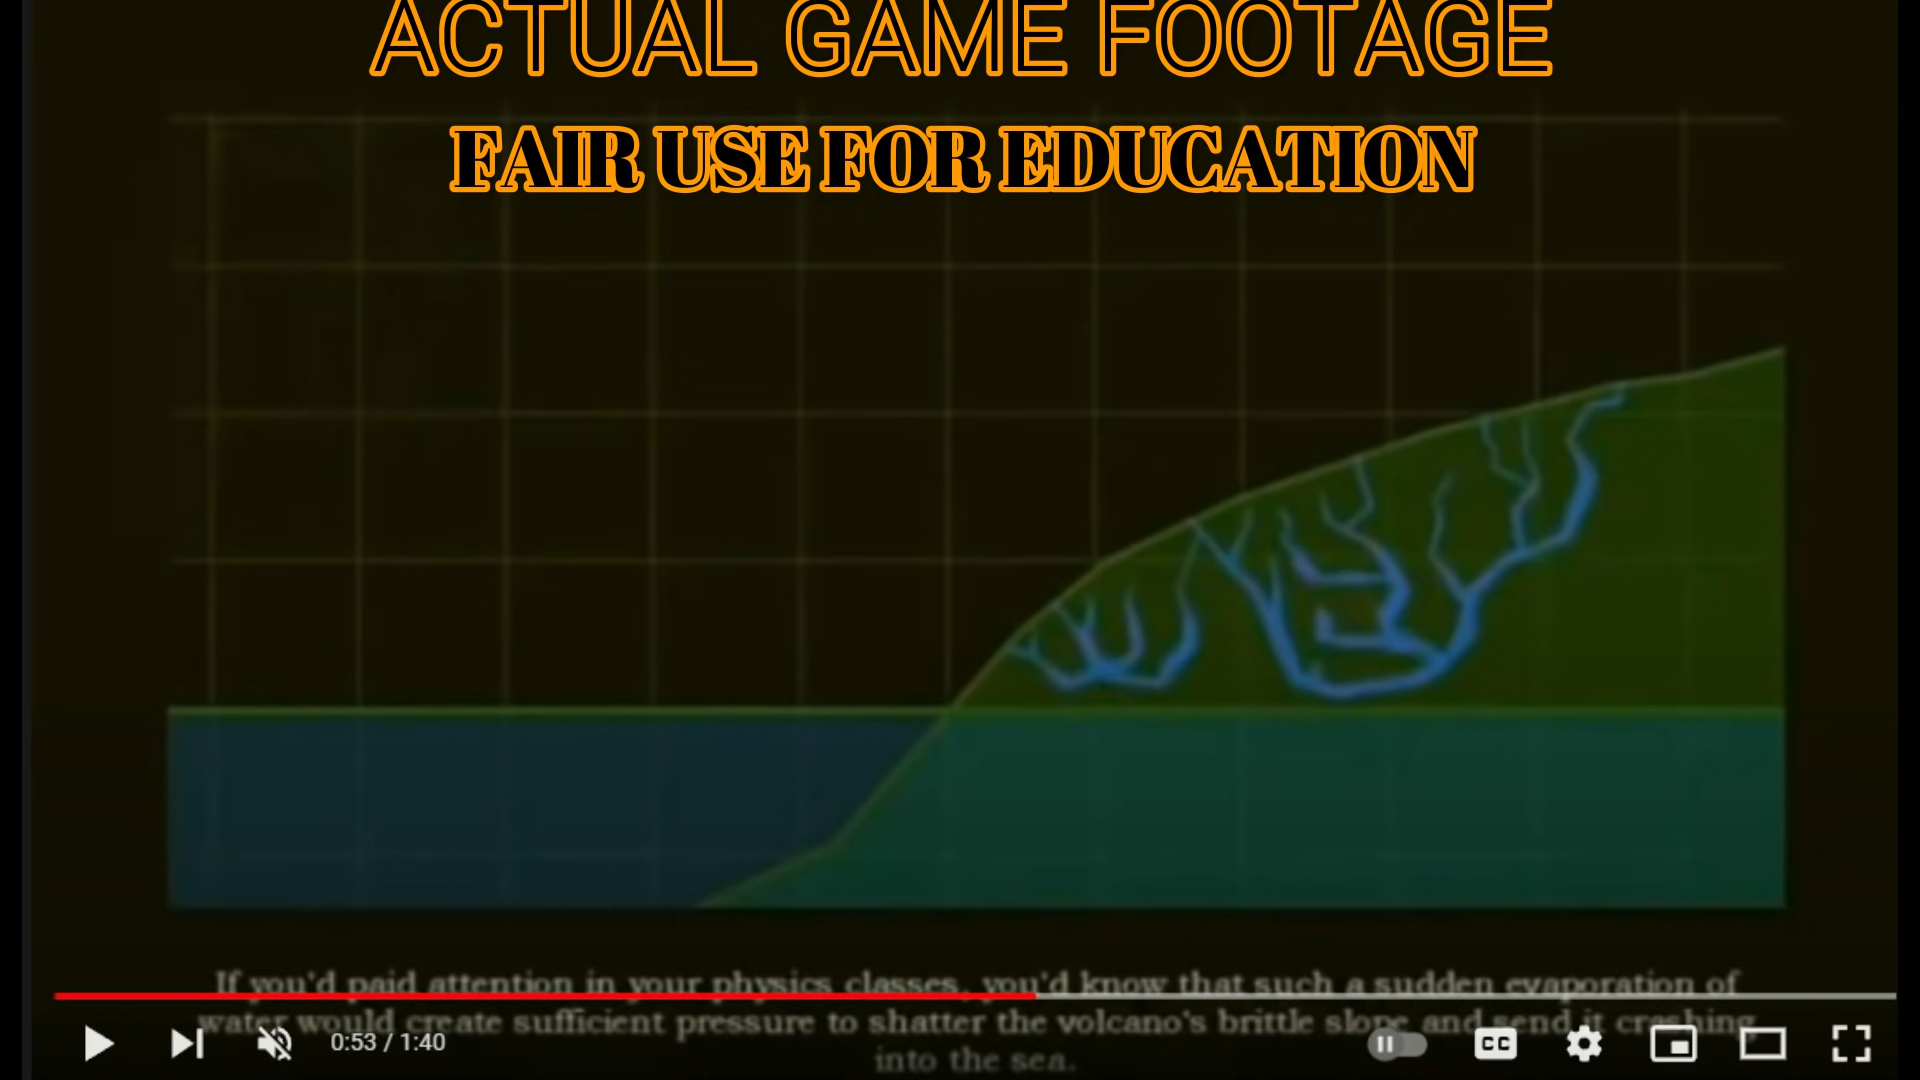 ACTUAL GAME FOOTAGE
FAIR USE FOR EDUCATION
If you'd paid attention in your physics classes, you'd know that such a sudden evaporation of
water would create sufficient pressure to shatter the volcano's brittle slope and send it crashing
into the sea.
0:53 / 1:40
CC